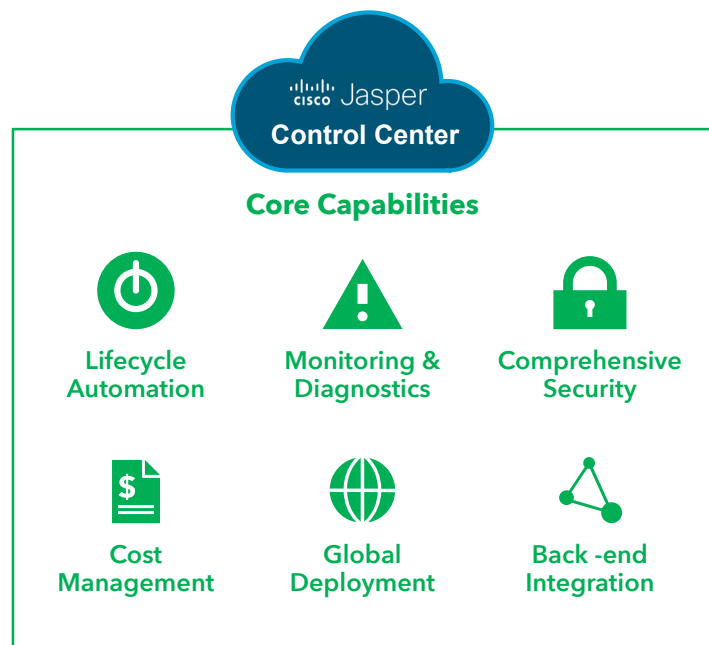 cisco Jasper
Control Center
Core Capabilities
Lifecycle
Automation
Monitoring &
Diagnostics
Comprehensive
Security
$
Cost
Management
Global
Deployment
Back -end
Integration